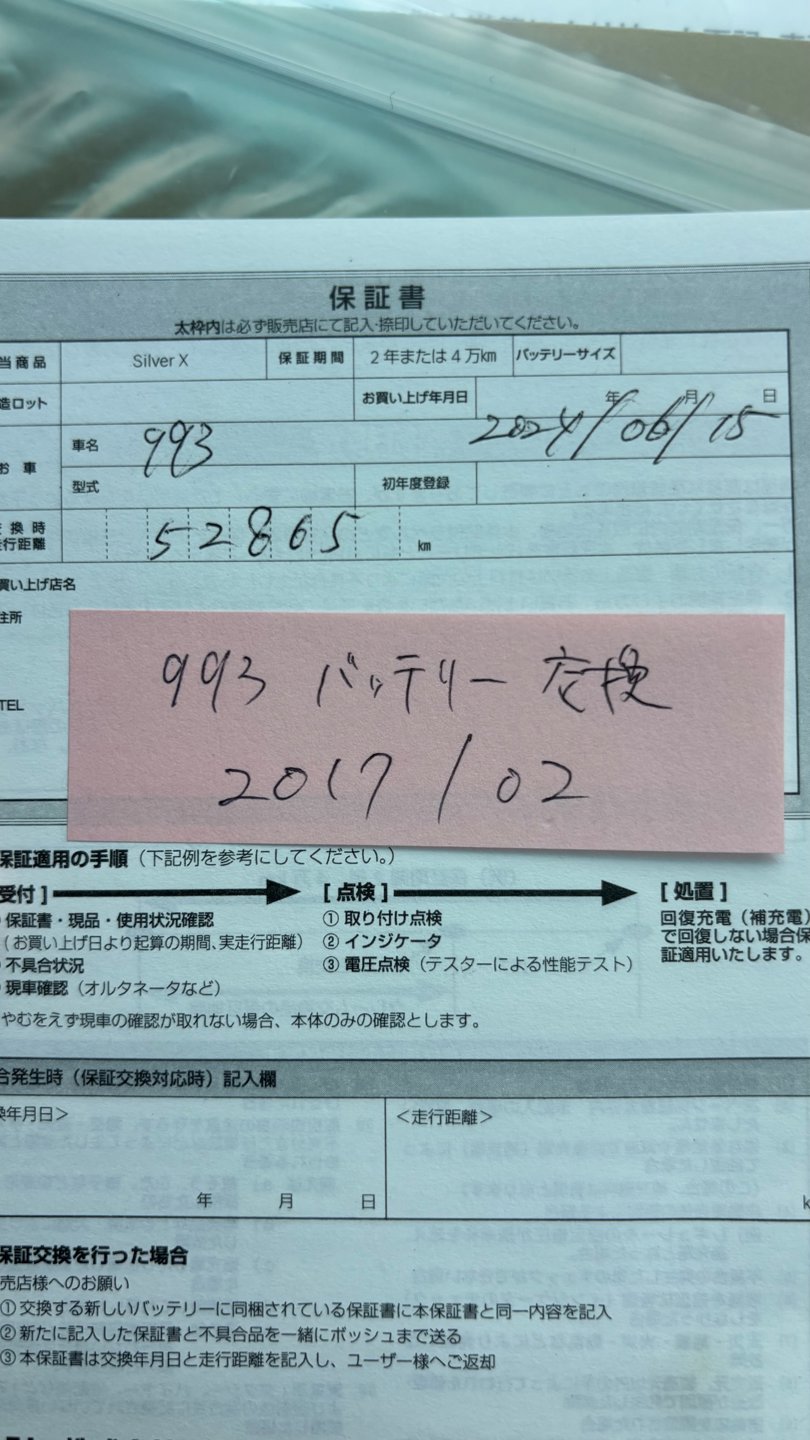 保証書
太枠内は必ず販売店にて記入・捺印していただいてください。
当商品 Silver X 保証期間 2年または4万km バッテリーサイズ
造ロット お買い上げ年月日 年 月 日
2024/06/15
お車 車名 993
型式 初年度登録
交換時
走行距離 52865 km
買い上げ店名
住所
TEL
993 バッテリー交換
2017/02
保証適用の手順（下記例を参考にしてください。）
受付] [点検] [処置]
保証書・現品・使用状況確認 ① 取り付け点検 回復充電（補充電）
（お買い上げ日より起算の期間、実走行距離） ② インジケータ で回復しない場合保
不具合状況 ③ 電圧点検（テスターによる性能テスト） 証適用いたします。
現車確認（オルタネータなど）
やむをえず現車の確認が取れない場合、本体のみの確認とします。
合発生時（保証交換対応時）記入欄
換年月日＞ ＜走行距離＞
年 月 日 k
保証交換を行った場合
売店様へのお願い
①交換する新しいバッテリーに同梱されている保証書に本保証書と同一内容を記入
②新たに記入した保証書と不具合品を一緒にボッシュまで送る
③本保証書は交換年月日と走行距離を記入し、ユーザー様へご返却